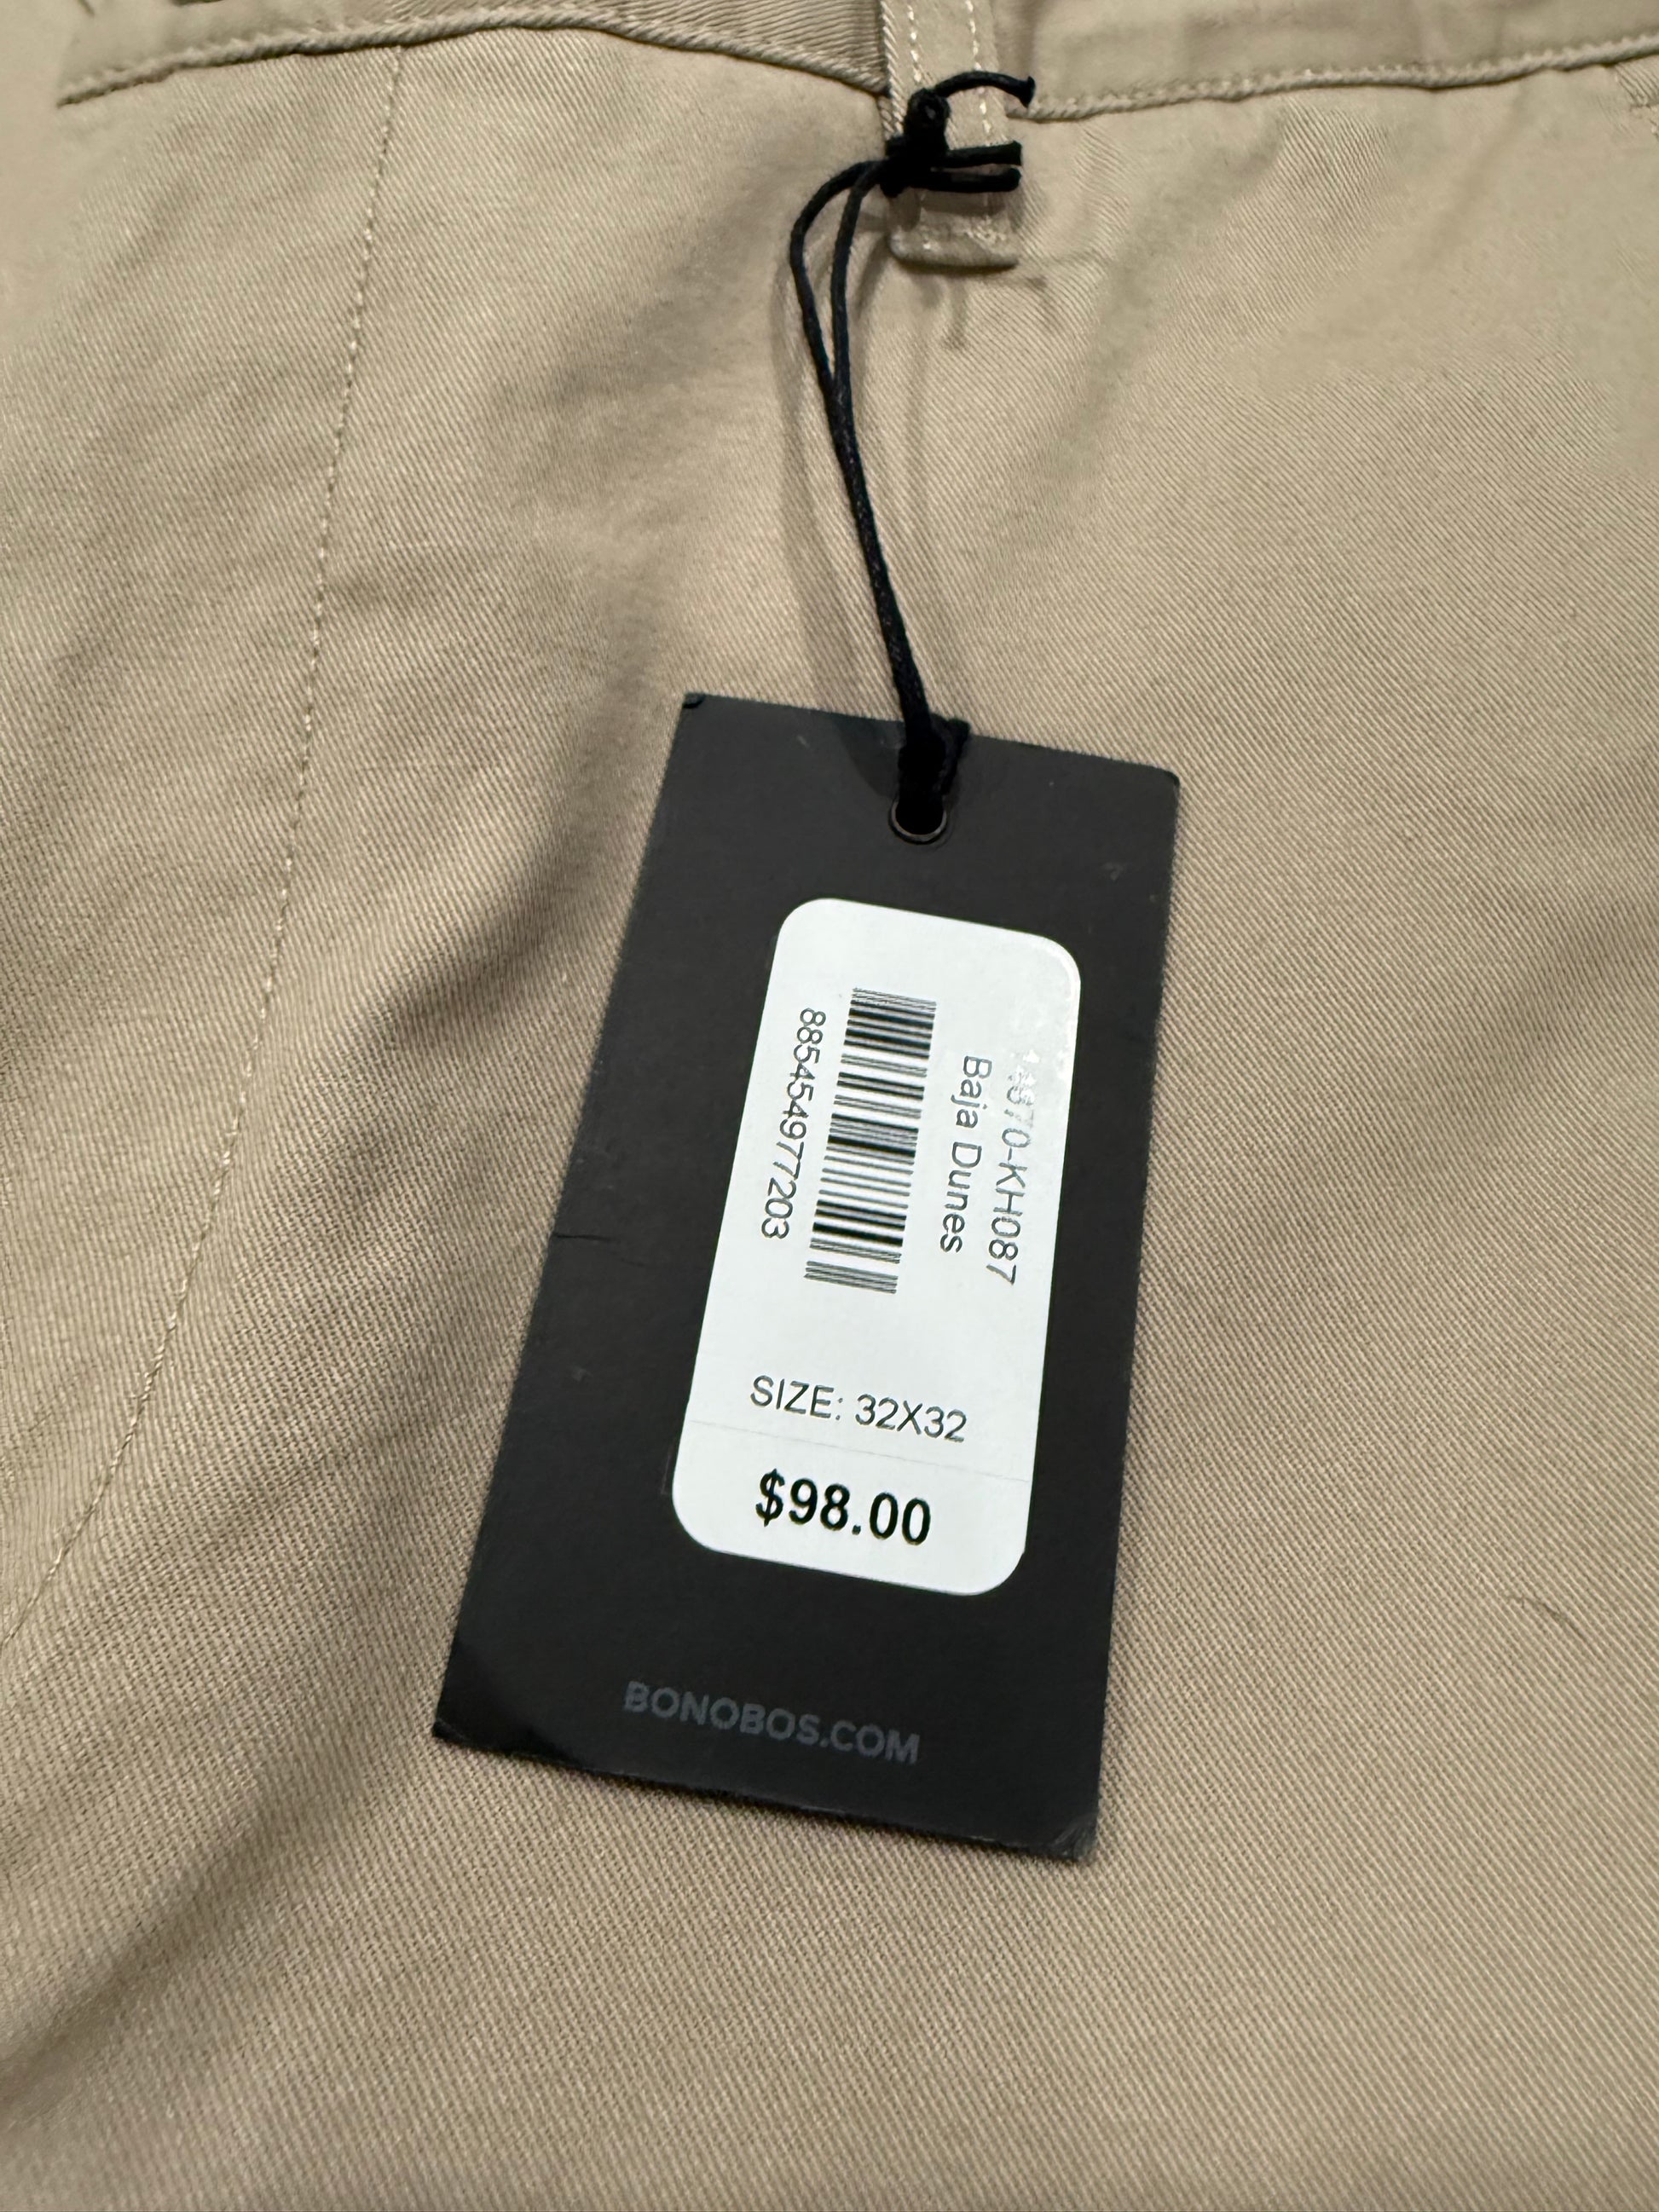 Baja Dunes
885454977203
SIZE: 32X32
$98.00
BONOBOS.COM